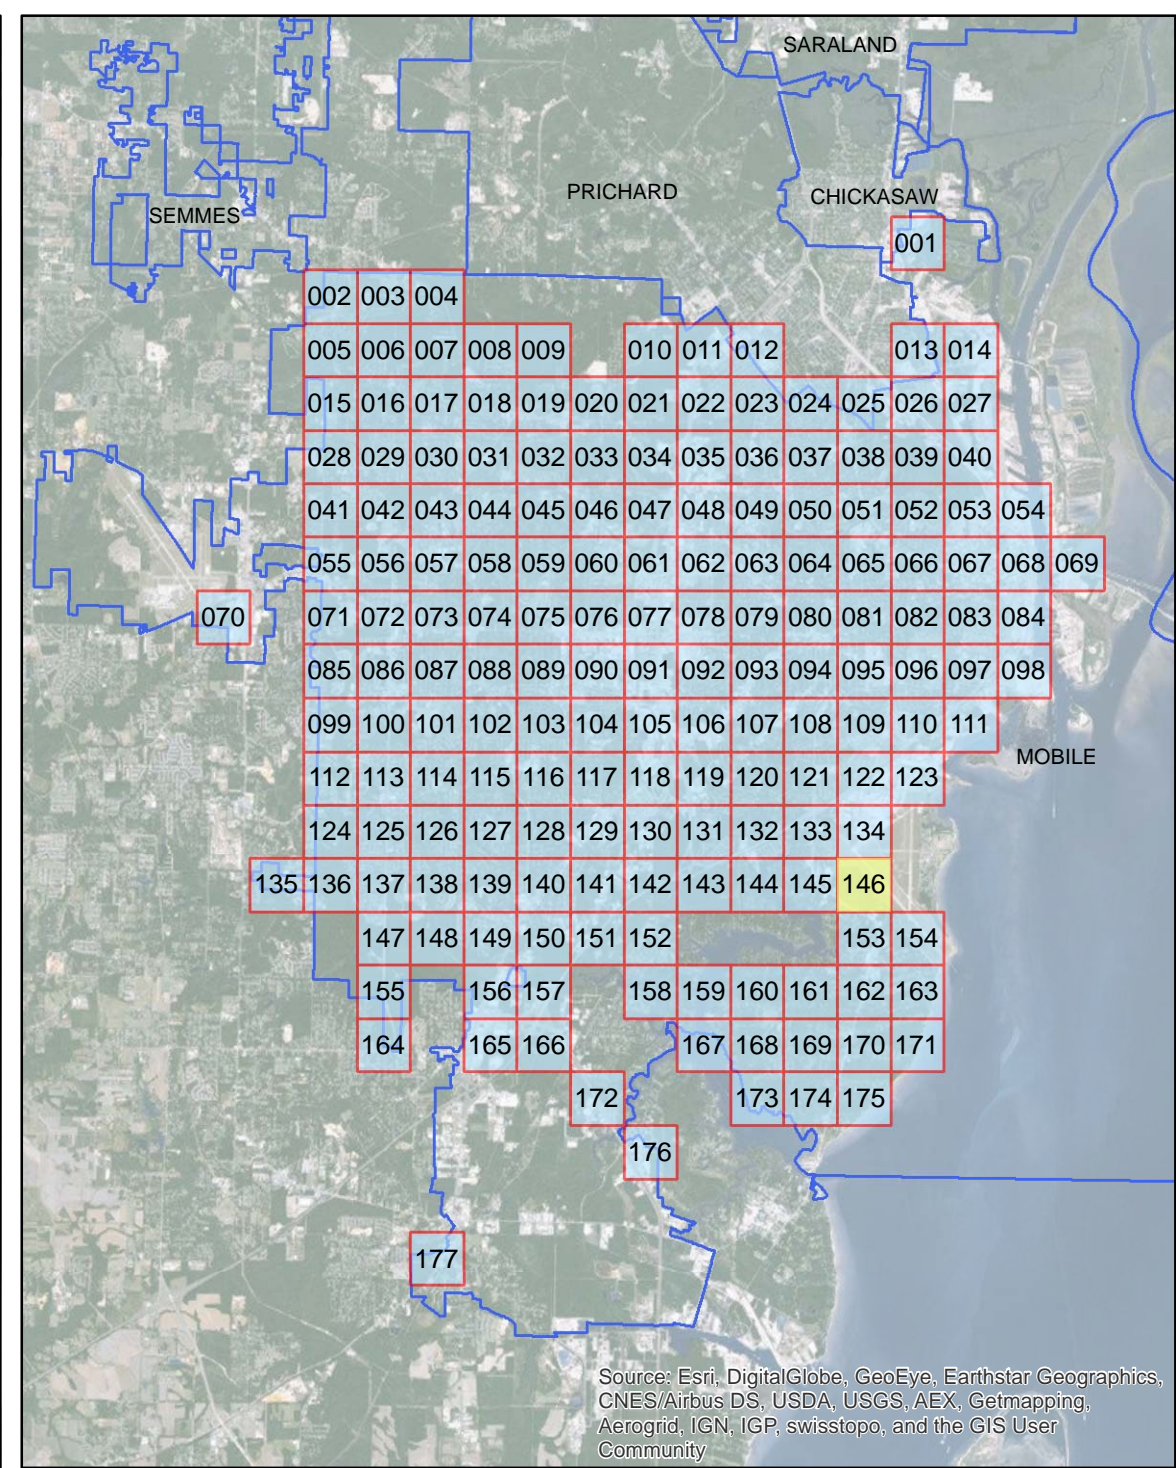 SARALAND
PRICHARD
CHICKASAW
SEMMES
001
002 003 004
005 006 007 008 009 010 011 012 013 014
015 016 017 018 019 020 021 022 023 024 025 026 027
028 029 030 031 032 033 034 035 036 037 038 039 040
041 042 043 044 045 046 047 048 049 050 051 052 053 054
055 056 057 058 059 060 061 062 063 064 065 066 067 068 069
070 071 072 073 074 075 076 077 078 079 080 081 082 083 084
085 086 087 088 089 090 091 092 093 094 095 096 097 098
099 100 101 102 103 104 105 106 107 108 109 110 111
MOBILE
112 113 114 115 116 117 118 119 120 121 122 123
124 125 126 127 128 129 130 131 132 133 134
135 136 137 138 139 140 141 142 143 144 145 146
147 148 149 150 151 152 153 154
155 156 157 158 159 160 161 162 163
164 165 166 167 168 169 170 171
172 173 174 175
176
177
Source: Esri, DigitalGlobe, GeoEye, Earthstar Geographics,
CNES/Airbus DS, USDA, USGS, AEX, Getmapping,
Aerogrid, IGN, IGP, swisstopo, and the GIS User
Community